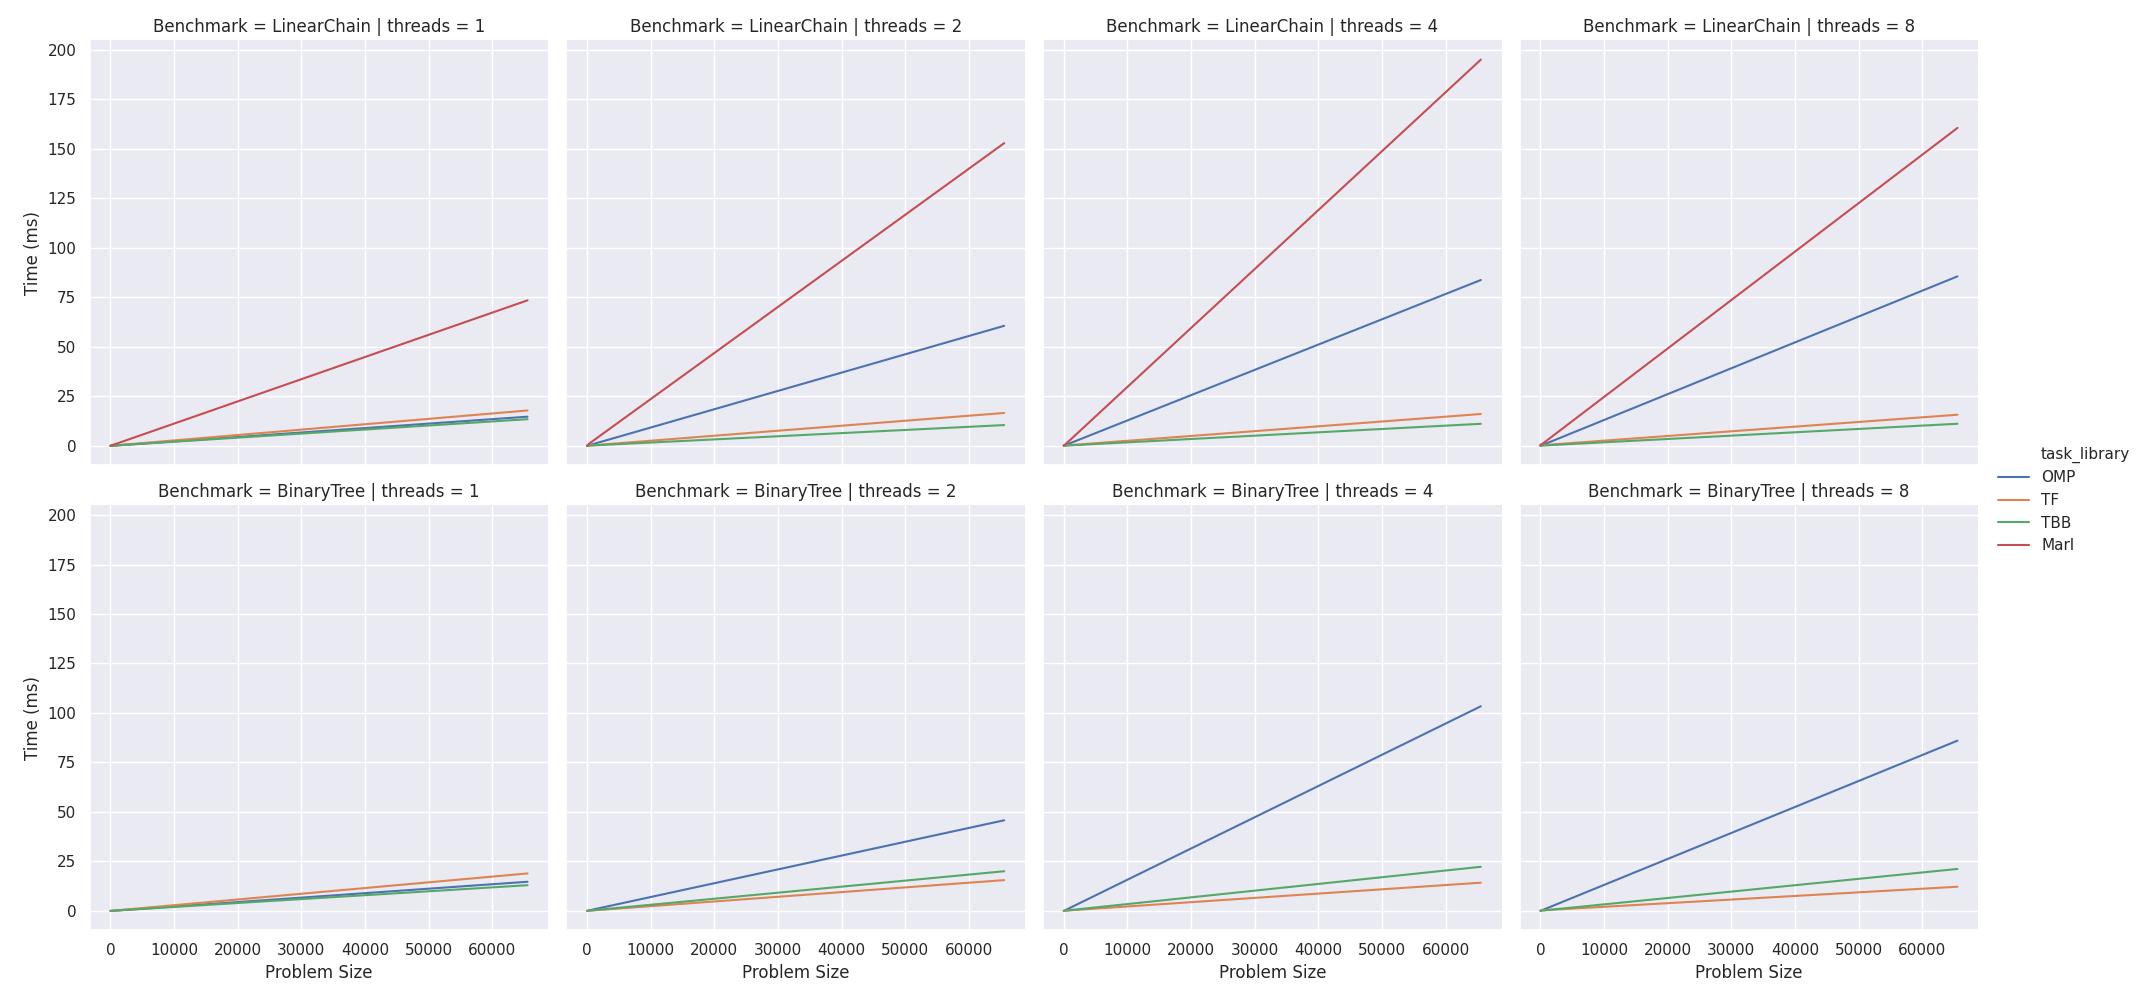 Benchmark = LinearChain | threads = 1
Benchmark = LinearChain | threads = 2
Benchmark = LinearChain | threads = 4
Benchmark = LinearChain | threads = 8
200
175
150
125
100
75
50
25
0
Time (ms)
Benchmark = BinaryTree | threads = 1
Benchmark = BinaryTree | threads = 2
Benchmark = BinaryTree | threads = 4
Benchmark = BinaryTree | threads = 8
200
175
150
125
100
75
50
25
0
Time (ms)
0 10000 20000 30000 40000 50000 60000
Problem Size
0 10000 20000 30000 40000 50000 60000
Problem Size
0 10000 20000 30000 40000 50000 60000
Problem Size
0 10000 20000 30000 40000 50000 60000
Problem Size
task_library
OMP
TF
TBB
Marl